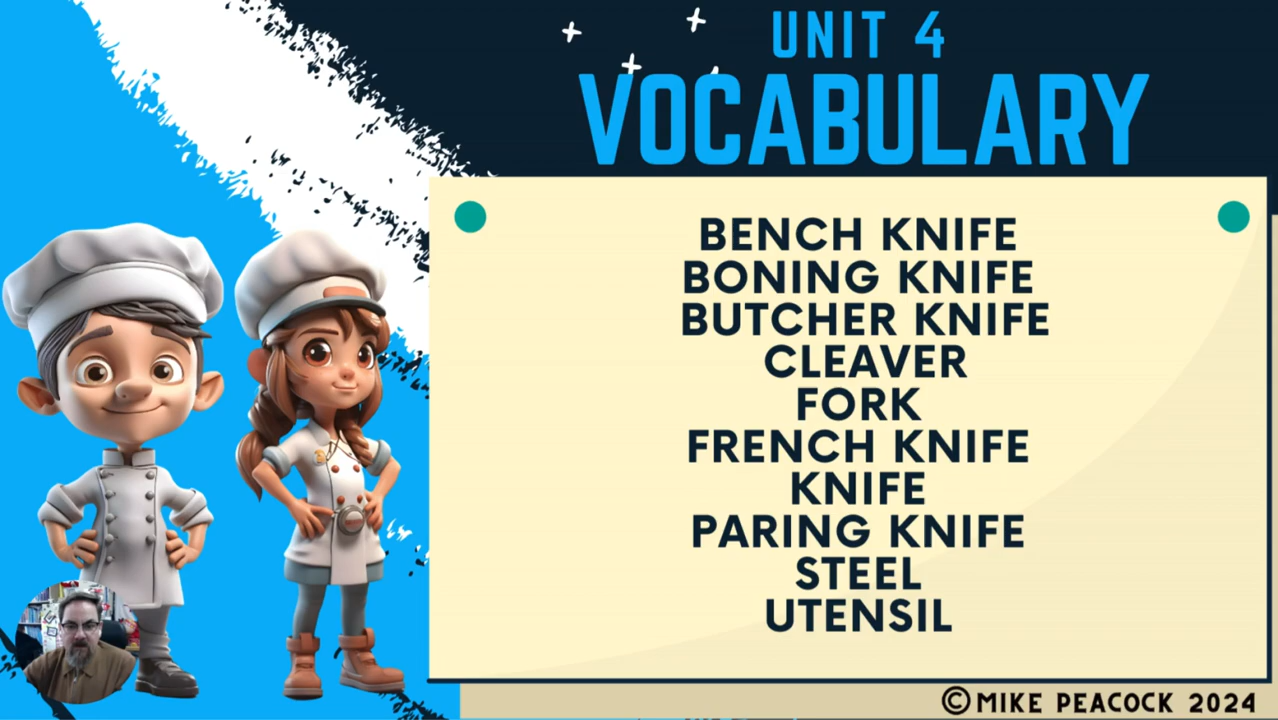 UNIT 4
VOCABULARY
BENCH KNIFE
BONING KNIFE
BUTCHER KNIFE
CLEAVER
FORK
FRENCH KNIFE
KNIFE
PARING KNIFE
STEEL
UTENSIL
©MIKE PEACOCK 2024